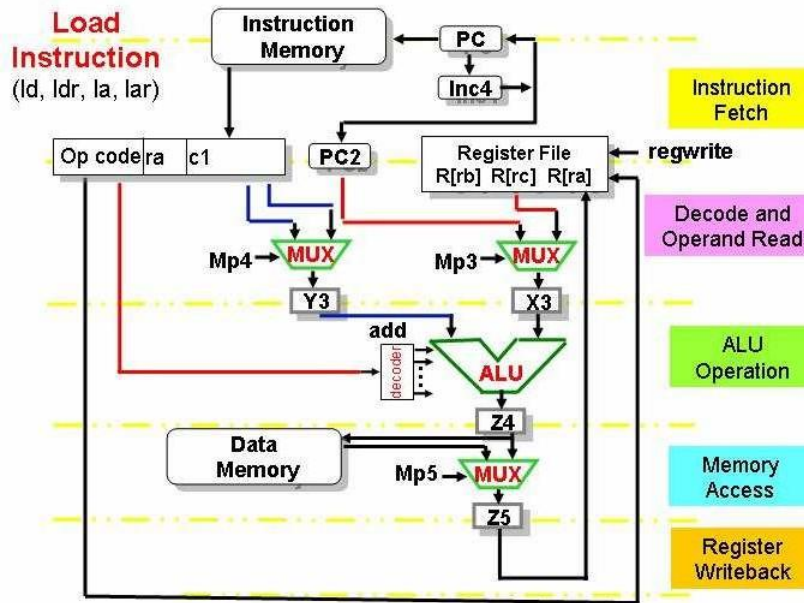 Load
Instruction
(ld, ldr, la, lar)
Instruction
Memory
PC
Inc4
Instruction
Fetch
Op code ra c1
PC2
Register File
R[rb] R[rc] R[ra]
regwrite
Decode and
Operand Read
Mp4
MUX
Mp3
MUX
Y3
X3
add
decoder
ALU
ALU
Operation
Z4
Data
Memory
Mp5
MUX
Memory
Access
Z5
Register
Writeback